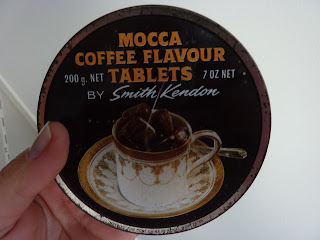 MOCCA
COFFEE FLAVOUR
200 g. NET TABLETS 7 OZ NET
BY Smith Kendon